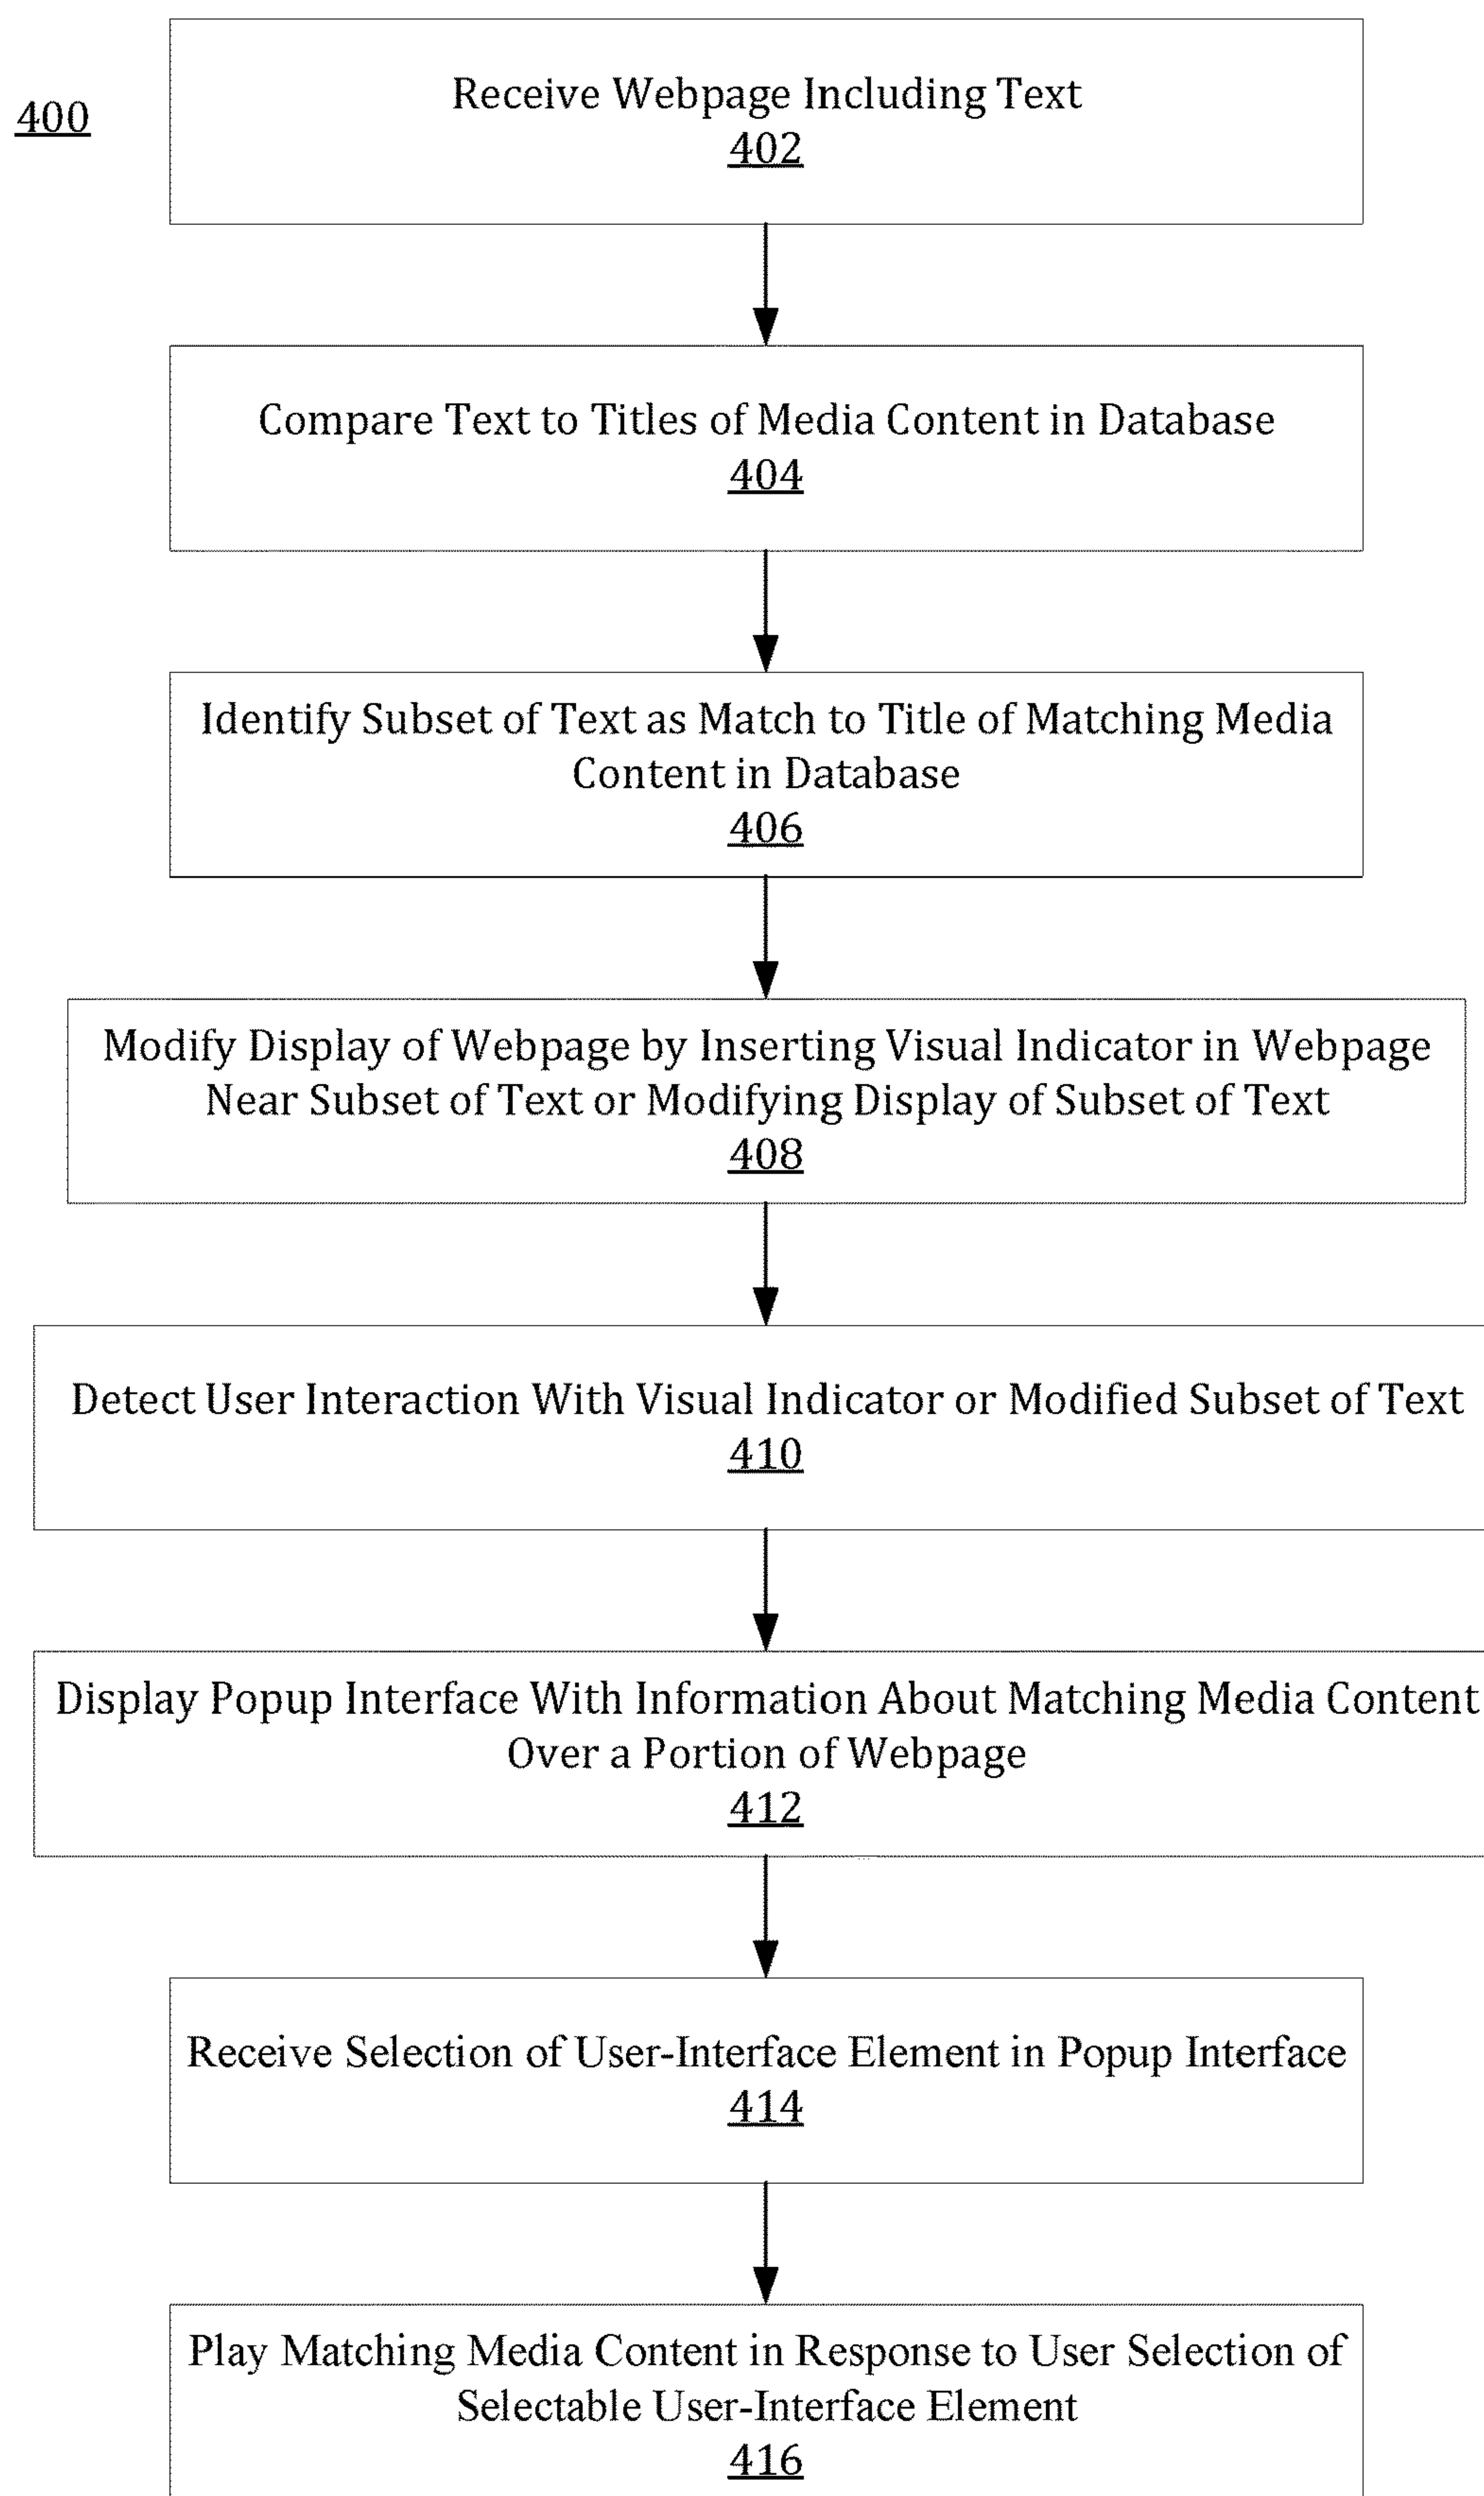 400
Receive Webpage Including Text
402
Compare Text to Titles of Media Content in Database
404
Identify Subset of Text as Match to Title of Matching Media
Content in Database
406
Modify Display of Webpage by Inserting Visual Indicator in Webpage
Near Subset of Text or Modifying Display of Subset of Text
408
Detect User Interaction With Visual Indicator or Modified Subset of Text
410
Display Popup Interface With Information About Matching Media Content
Over a Portion of Webpage
412
Receive Selection of User-Interface Element in Popup Interface
414
Play Matching Media Content in Response to User Selection of
Selectable User-Interface Element
416